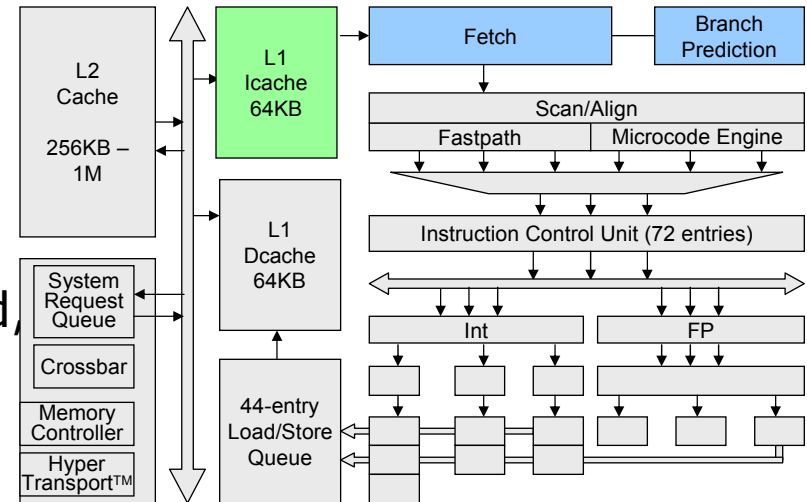 L2
Cache
256KB –
1M
L1
Icache
64KB
Fetch
Branch
Prediction
Scan/Align
Fastpath
Microcode Engine
L1
Dcache
64KB
Instruction Control Unit (72 entries)
System
Request
Queue
d,
Crossbar
Memory
Controller
Hyper
Transport™
Int
FP
44-entry
Load/Store
Queue